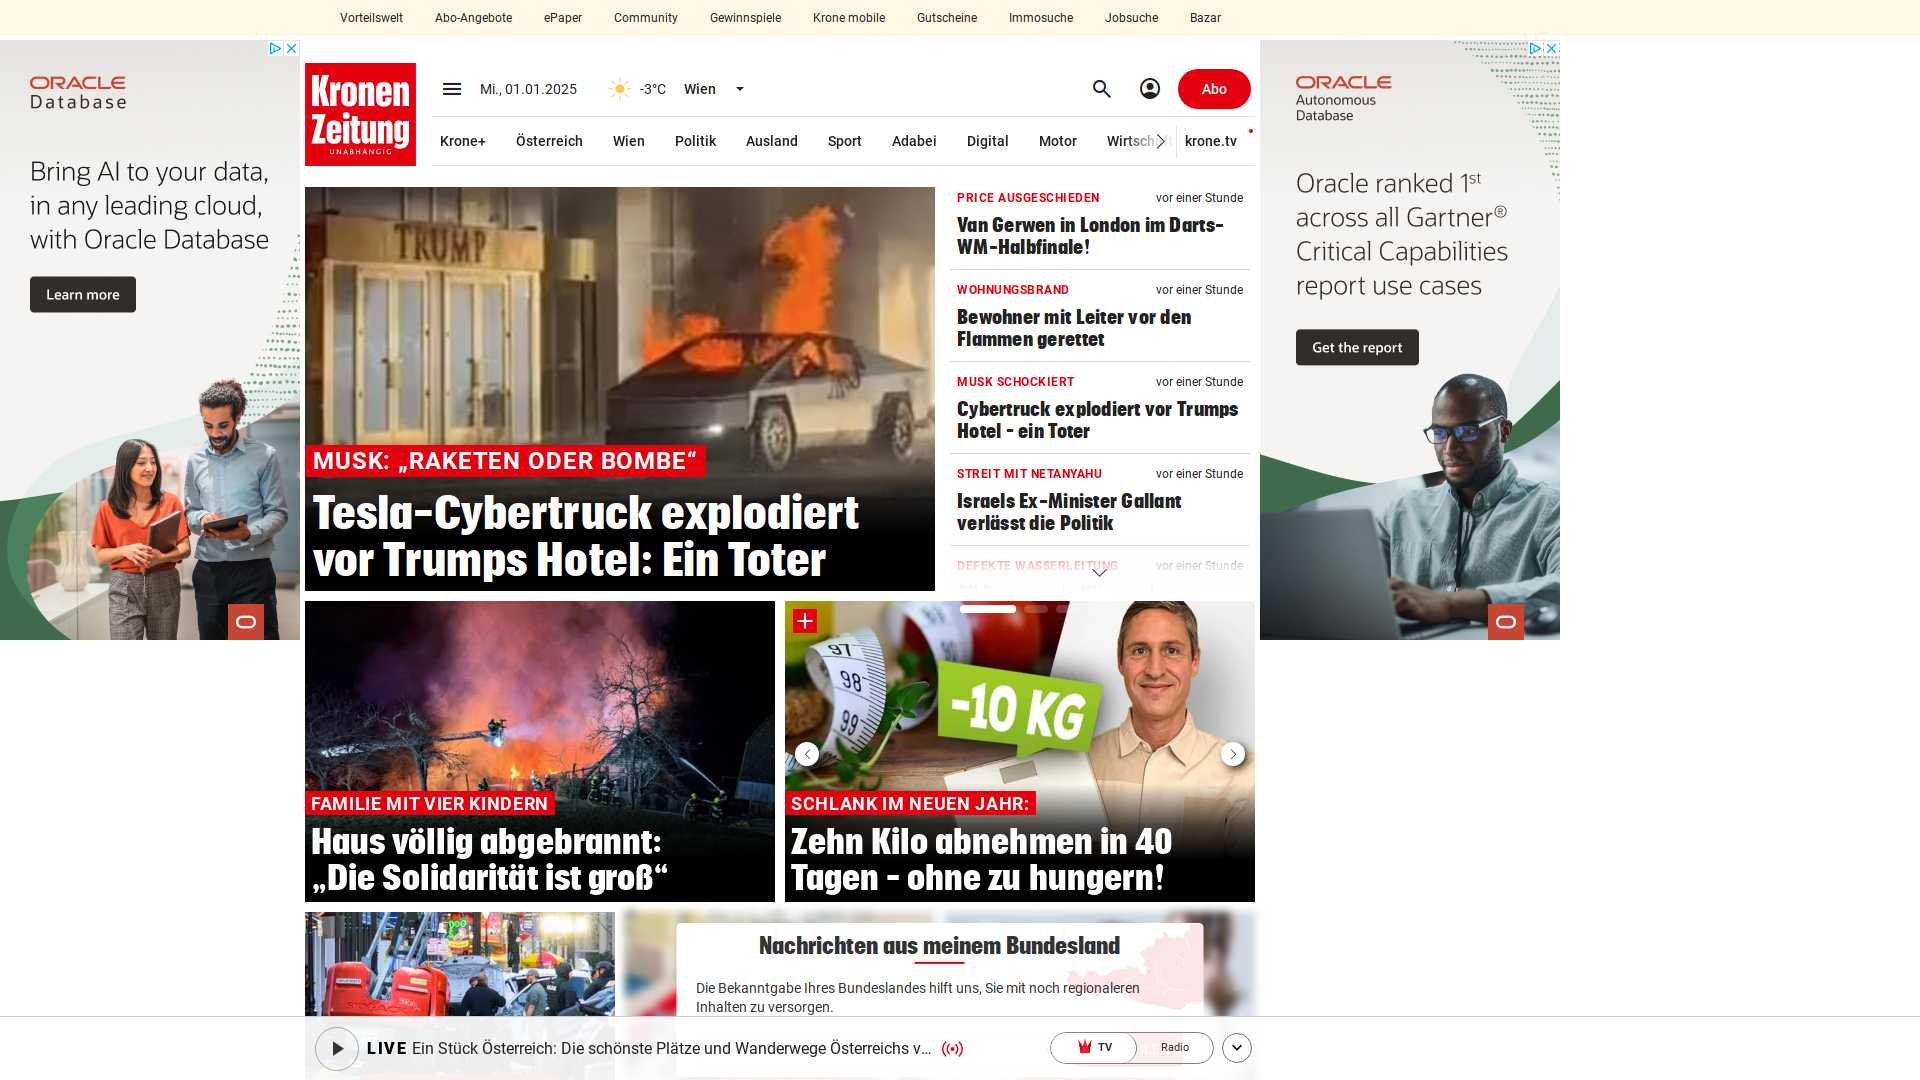 Vorteilswelt Abo-Angebote ePaper Community Gewinnspiele Krone mobile Gutscheine Immosuche Jobsuche Bazar
ORACLE
Database
Bring AI to your data,
in any leading cloud,
with Oracle Database
Learn more
Kronen
Zeitung
UNABHÄNGIG
Mi., 01.01.2025 -3°C Wien
Abo
Krone+ Österreich Wien Politik Ausland Sport Adabei Digital Motor Wirtschaft krone.tv
TRUMP
MUSK: „RAKETEN ODER BOMBE“
Tesla-Cybertruck explodiert
vor Trumps Hotel: Ein Toter
PRICE AUSGESCHIEDEN vor einer Stunde
Van Gerwen in London im Darts-
WM-Halbfinale!
WOHNUNGSBRAND vor einer Stunde
Bewohner mit Leiter vor den
Flammen gerettet
MUSK SCHOCKIERT vor einer Stunde
Cybertruck explodiert vor Trumps
Hotel - ein Toter
STREIT MIT NETANYAHU vor einer Stunde
Israels Ex-Minister Gallant
verlässt die Politik
DEFEKTE WASSERLEITUNG vor einer Stunde
ORACLE
Autonomous
Database
Oracle ranked 1st
across all Gartner®
Critical Capabilities
report use cases
Get the report
FAMILIE MIT VIER KINDERN
Haus völlig abgebrannt:
„Die Solidarität ist groß“
97
98
99
-10 KG
SCHLANK IM NEUEN JAHR:
Zehn Kilo abnehmen in 40
Tagen - ohne zu hungern!
Nachrichten aus meinem Bundesland
Die Bekanntgabe Ihres Bundeslandes hilft uns, Sie mit noch regionaleren
Inhalten zu versorgen.
LIVE Ein Stück Österreich: Die schönste Plätze und Wanderwege Österreichs v...
TV Radio